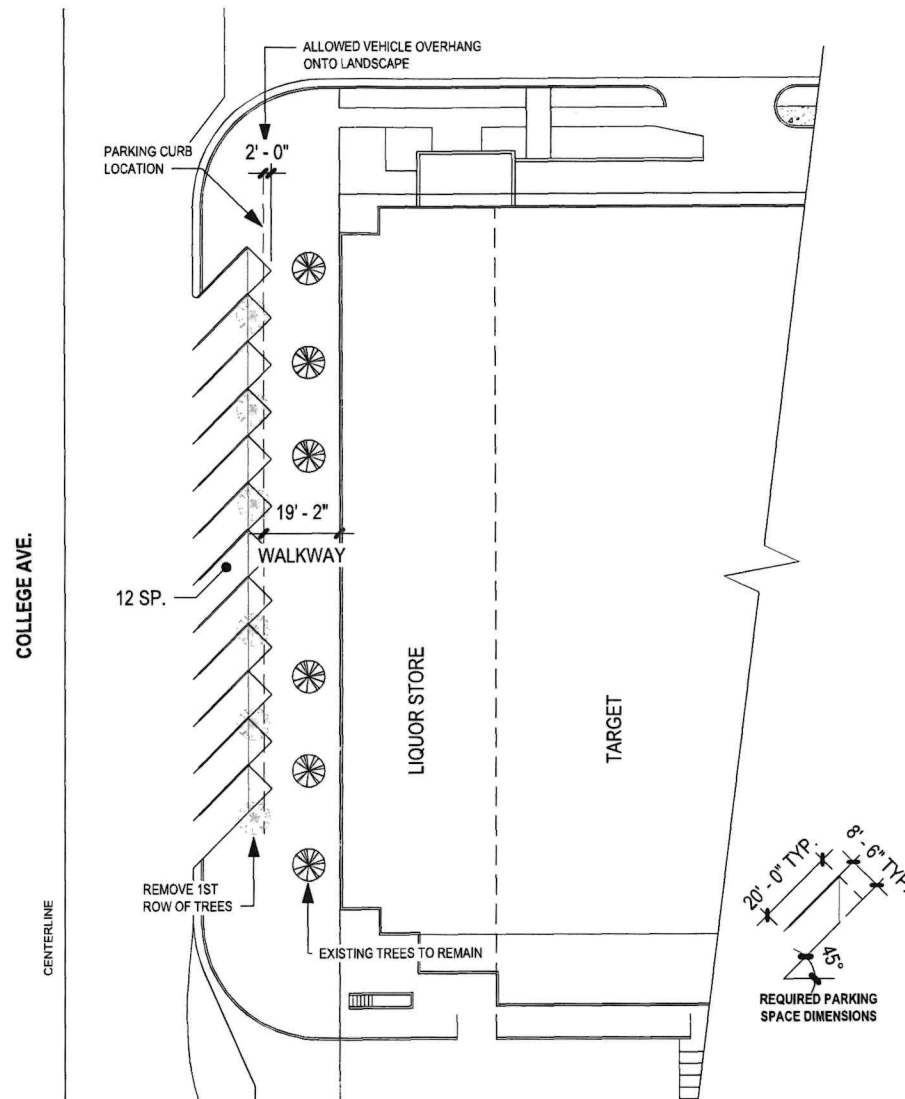 ALLOWED VEHICLE OVERHANG
ONTO LANDSCAPE
PARKING CURB
LOCATION
2' - 0"
19' - 2"
WALKWAY
12 SP.
COLLEGE AVE.
LIQUOR STORE
TARGET
REMOVE 1ST
ROW OF TREES
CENTERLINE
EXISTING TREES TO REMAIN
20' - 0" TYP.
8' - 6" TYP.
45°
REQUIRED PARKING
SPACE DIMENSIONS